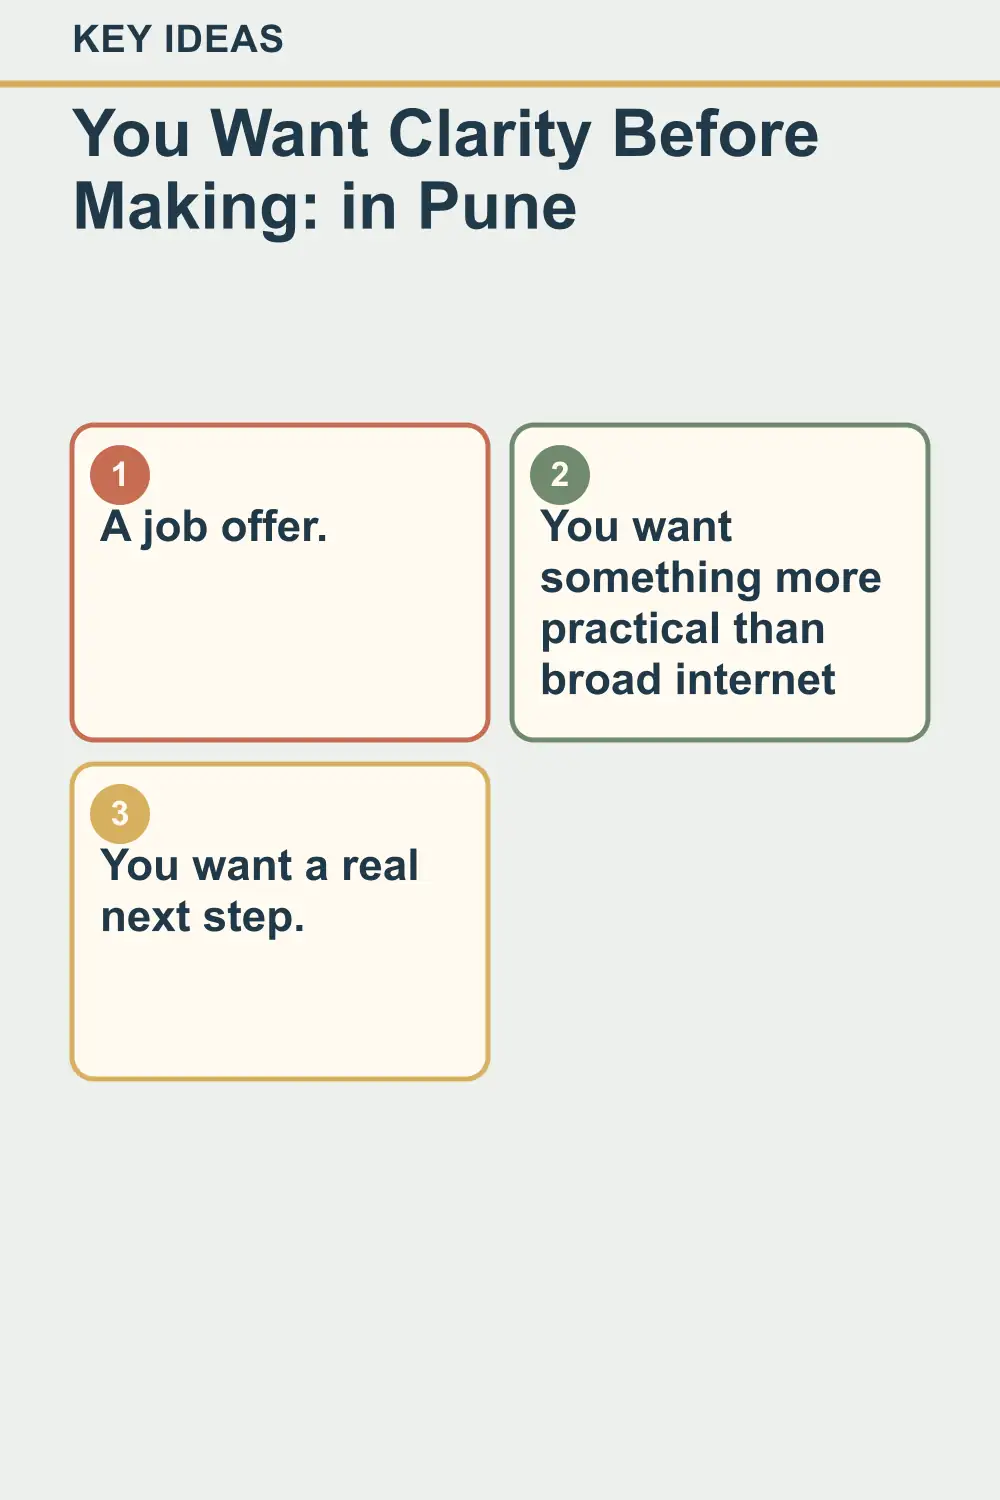 KEY IDEAS
You Want Clarity Before
Making: in Pune
1
A job offer.
2
You want
something more
practical than
broad internet
3
You want a real
next step.